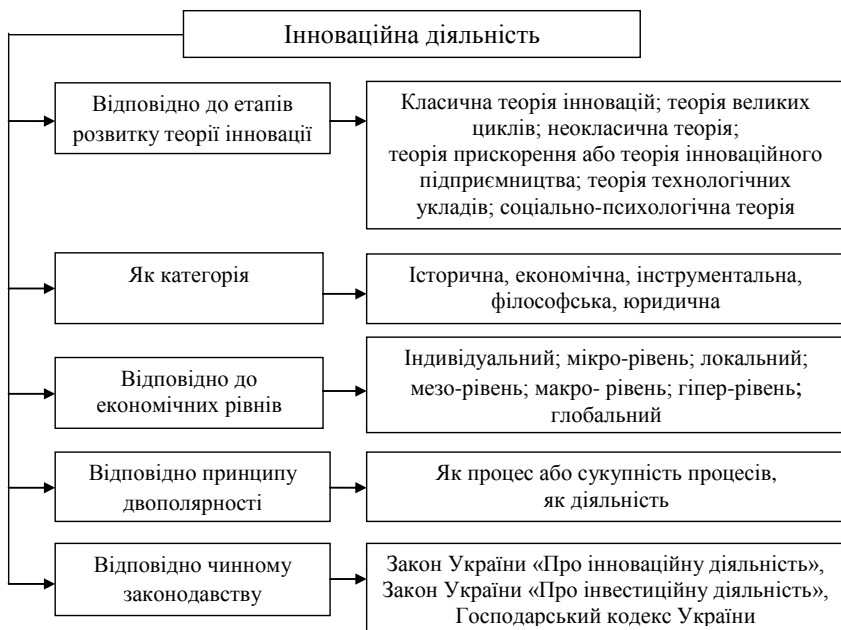 Інноваційна діяльність
Відповідно до етапів
розвитку теорії інновації
Класична теорія інновацій; теорія великих
циклів; неокласична теорія;
теорія прискорення або теорія інноваційного
підприємництва; теорія технологічних
укладів; соціально-психологічна теорія
Як категорія
Історична, економічна, інструментальна,
філософська, юридична
Відповідно до
економічних рівнів
Індивідуальний; мікро-рівень; локальний;
мезо-рівень; макро- рівень; гіпер-рівень;
глобальний
Відповідно принципу
двополярності
Як процес або сукупність процесів,
як діяльність
Відповідно чинному
законодавству
Закон України «Про інноваційну діяльність»,
Закон України «Про інвестиційну діяльність»,
Господарський кодекс України